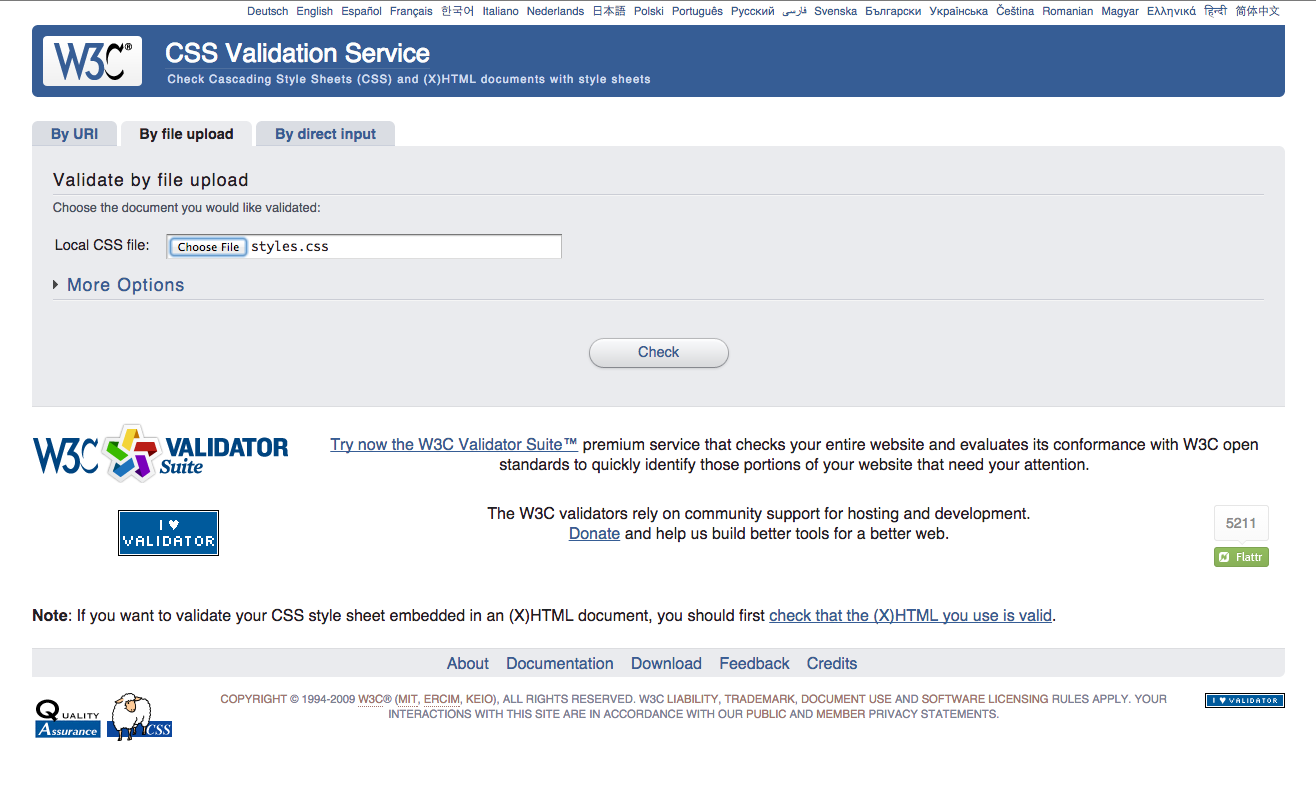 Deutsch English Español Français 한국어 Italiano Nederlands 日本語 Polski Português Русский فارسی Svenska Български Українська Čeština Romanian Magyar Ελληνικά हिन्दी 简体中文
W3C® CSS Validation Service
Check Cascading Style Sheets (CSS) and (X)HTML documents with style sheets
By URI By file upload By direct input
Validate by file upload
Choose the document you would like validated:
Local CSS file: Choose File styles.css
More Options
Check
W3C VALIDATOR Suite
Try now the W3C Validator Suite™ premium service that checks your entire website and evaluates its conformance with W3C open
standards to quickly identify those portions of your website that need your attention.
I ♥
VALIDATOR
The W3C validators rely on community support for hosting and development.
Donate and help us build better tools for a better web.
5211
Flattr
Note: If you want to validate your CSS style sheet embedded in an (X)HTML document, you should first check that the (X)HTML you use is valid.
About Documentation Download Feedback Credits
Quality
Assurance
CSS
COPYRIGHT © 1994-2009 W3C® (MIT, ERCIM, KEIO), ALL RIGHTS RESERVED. W3C LIABILITY, TRADEMARK, DOCUMENT USE AND SOFTWARE LICENSING RULES APPLY. YOUR
INTERACTIONS WITH THIS SITE ARE IN ACCORDANCE WITH OUR PUBLIC AND MEMBER PRIVACY STATEMENTS.
I ♥ VALIDATOR